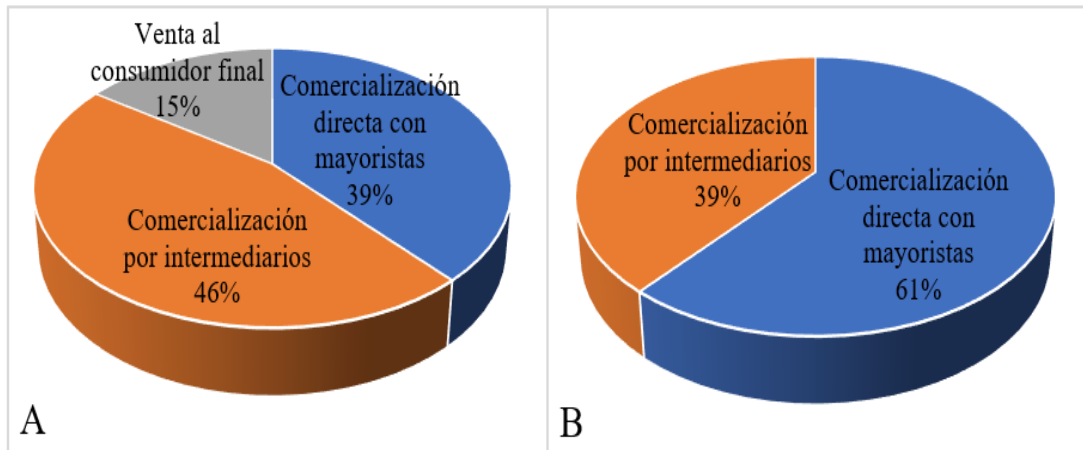 Venta al
consumidor final
15%
Comercialización
directa con
mayoristas
39%
Comercialización
por intermediarios
46%
A
Comercialización
por intermediarios
39%
Comercialización
directa con
mayoristas
61%
B